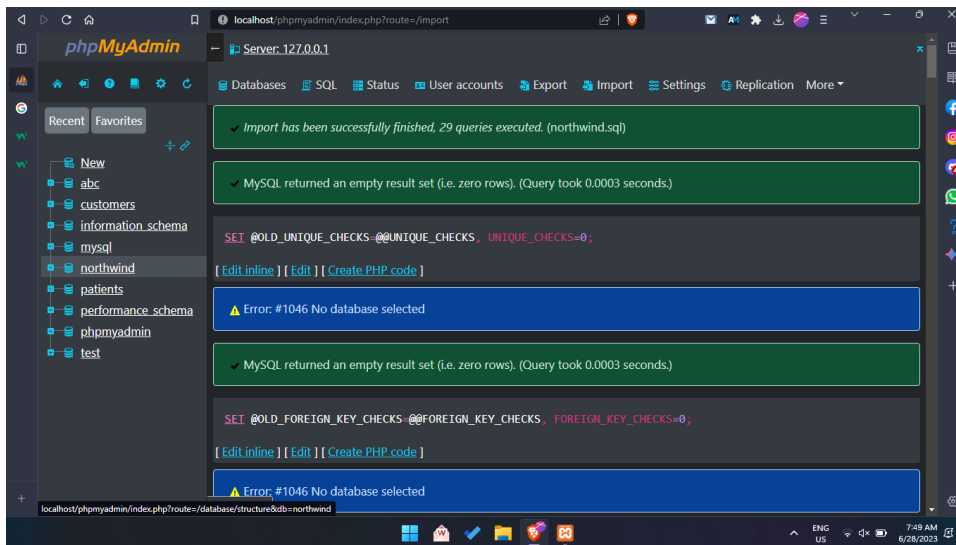 localhost/phpmyadmin/index.php?route=/import
phpMyAdmin
Recent Favorites
New
abc
customers
information_schema
mysql
northwind
patients
performance_schema
phpmyadmin
test
Server: 127.0.0.1
Databases SQL Status User accounts Export Import Settings Replication More
Import has been successfully finished, 29 queries executed. (northwind.sql)
MySQL returned an empty result set (i.e. zero rows). (Query took 0.0003 seconds.)
SET @OLD_UNIQUE_CHECKS=@@UNIQUE_CHECKS, UNIQUE_CHECKS=0;
[ Edit inline ] [ Edit ] [ Create PHP code ]
Error: #1046 No database selected
MySQL returned an empty result set (i.e. zero rows). (Query took 0.0003 seconds.)
SET @OLD_FOREIGN_KEY_CHECKS=@@FOREIGN_KEY_CHECKS, FOREIGN_KEY_CHECKS=0;
[ Edit inline ] [ Edit ] [ Create PHP code ]
Error: #1046 No database selected
localhost/phpmyadmin/index.php?route=/database/structure&db=northwind
ENG
US
7:49 AM
6/28/2023